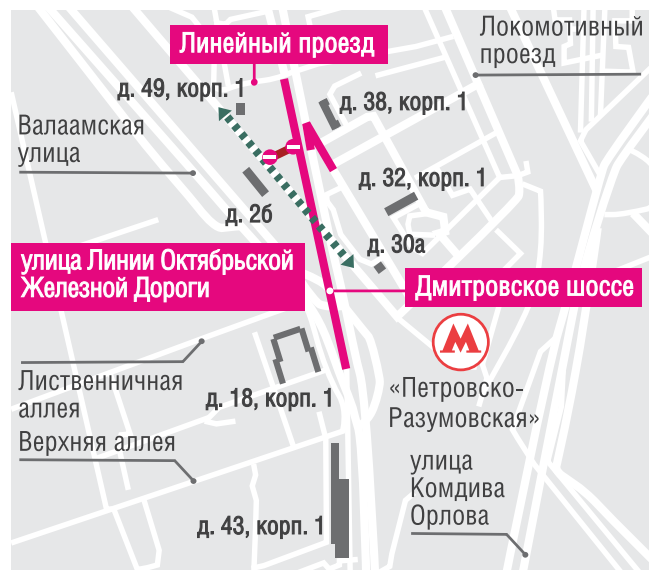 Линейный проезд
Локомотивный
проезд
д. 49, корп. 1
д. 38, корп. 1
Валаамская
улица
д. 32, корп. 1
д. 2б
д. 30а
улица Линии Октябрьской
Железной Дороги
Дмитровское шоссе
М
«Петровско-
Разумовская»
Лиственничная
аллея
д. 18, корп. 1
Верхняя аллея
улица
Комдива
Орлова
д. 43, корп. 1